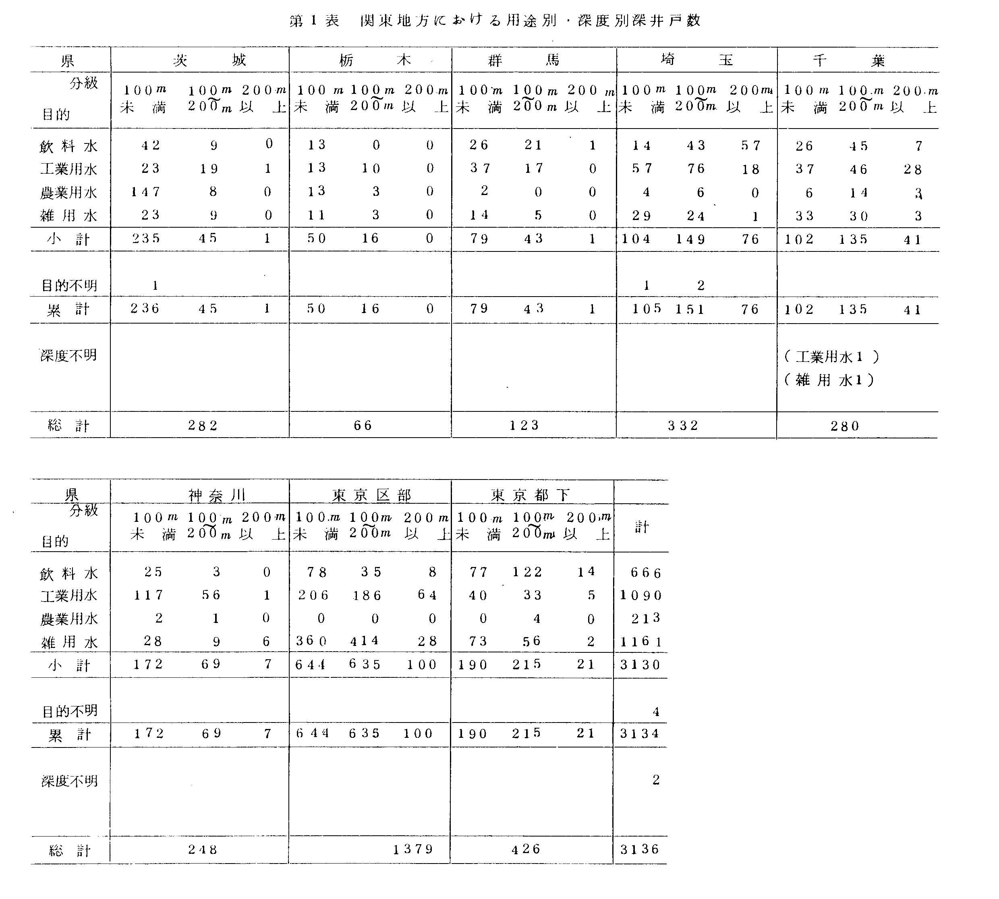 第1表　関東地方における用途別・深度別深井戸数
県　茨城　栃木　群馬　埼玉　千葉
分級　100m 100m 200m　100m 100m 200m　100m 100m 200m　100m 100m 200m　100m 100m 200m
目的　未満 〜200m 以上　未満 〜200m 以上　未満 〜200m 以上　未満 〜200m 以上　未満 〜200m 以上
飲料水　42 9 0　13 0 0　26 21 1　14 43 57　26 45 7
工業用水　23 19 1　13 10 0　37 17 0　57 76 18　37 46 28
農業用水　147 8 0　13 3 0　2 0 0　4 6 0　6 14 3
雑用水　23 9 0　11 3 0　14 5 0　29 24 1　33 30 3
小計　235 45 1　50 16 0　79 43 1　104 149 76　102 135 41
目的不明　1　1 2
累計　236 45 1　50 16 0　79 43 1　105 151 76　102 135 41
深度不明　(工業用水1)
(雑用水1)
総計　282　66　123　332　280
県　神奈川　東京区部　東京都下
分級　100m 100m 200m　100m 100m 200m　100m 100m 200m　計
目的　未満 〜200m 以上　未満 〜200m 以上　未満 〜200m 以上
飲料水　25 3 0　78 35 8　77 122 14　666
工業用水　117 56 1　206 186 64　40 33 5　1090
農業用水　2 1 0　0 0 0　0 4 0　213
雑用水　28 9 6　360 414 28　73 56 2　1161
小計　172 69 7　644 635 100　190 215 21　3130
目的不明　4
累計　172 69 7　644 635 100　190 215 21　3134
深度不明　2
総計　248　1379　426　3136